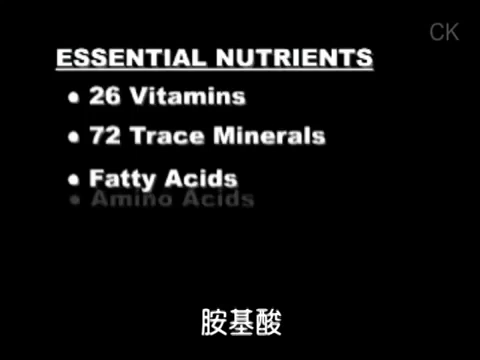 CK
ESSENTIAL NUTRIENTS
• 26 Vitamins
• 72 Trace Minerals
• Fatty Acids
• Amino Acids
胺基酸